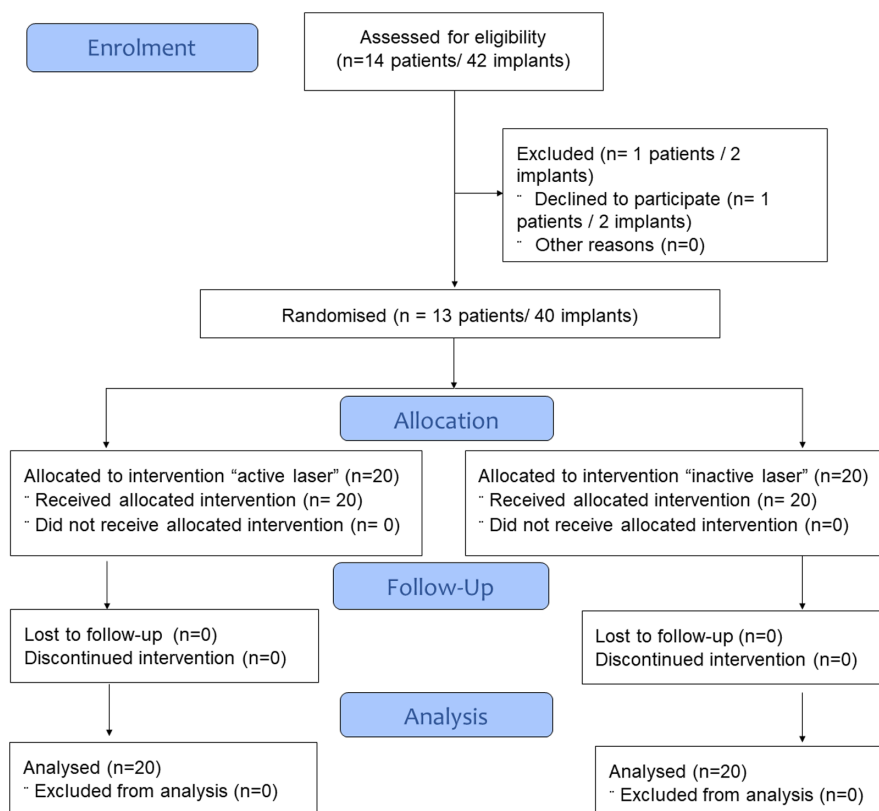 Enrolment
Assessed for eligibility
(n=14 patients/ 42 implants)
Excluded (n= 1 patients / 2
implants)
¨ Declined to participate (n= 1
patients / 2 implants)
¨ Other reasons (n=0)
Randomised (n = 13 patients/ 40 implants)
Allocation
Allocated to intervention “active laser” (n=20)
¨ Received allocated intervention (n= 20)
¨ Did not receive allocated intervention (n= 0)
Allocated to intervention “inactive laser” (n=20)
¨ Received allocated intervention (n= 20)
¨ Did not receive allocated intervention (n=0)
Follow-Up
Lost to follow-up (n=0)
Discontinued intervention (n=0)
Lost to follow-up (n=0)
Discontinued intervention (n=0)
Analysis
Analysed (n=20)
¨ Excluded from analysis (n=0)
Analysed (n=20)
¨ Excluded from analysis (n=0)